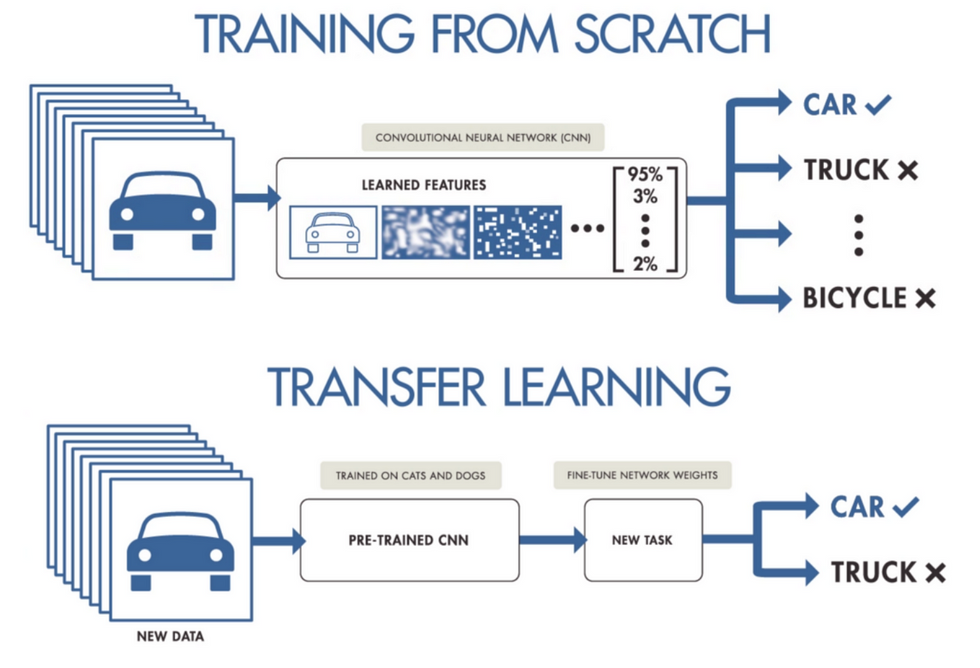 TRAINING FROM SCRATCH
CONVOLUTIONAL NEURAL NETWORK (CNN)
LEARNED FEATURES
95%
3%
2%
CAR
TRUCK
BICYCLE
TRANSFER LEARNING
TRAINED ON CATS AND DOGS
FINE-TUNE NETWORK WEIGHTS
PRE-TRAINED CNN
NEW TASK
CAR
TRUCK
NEW DATA